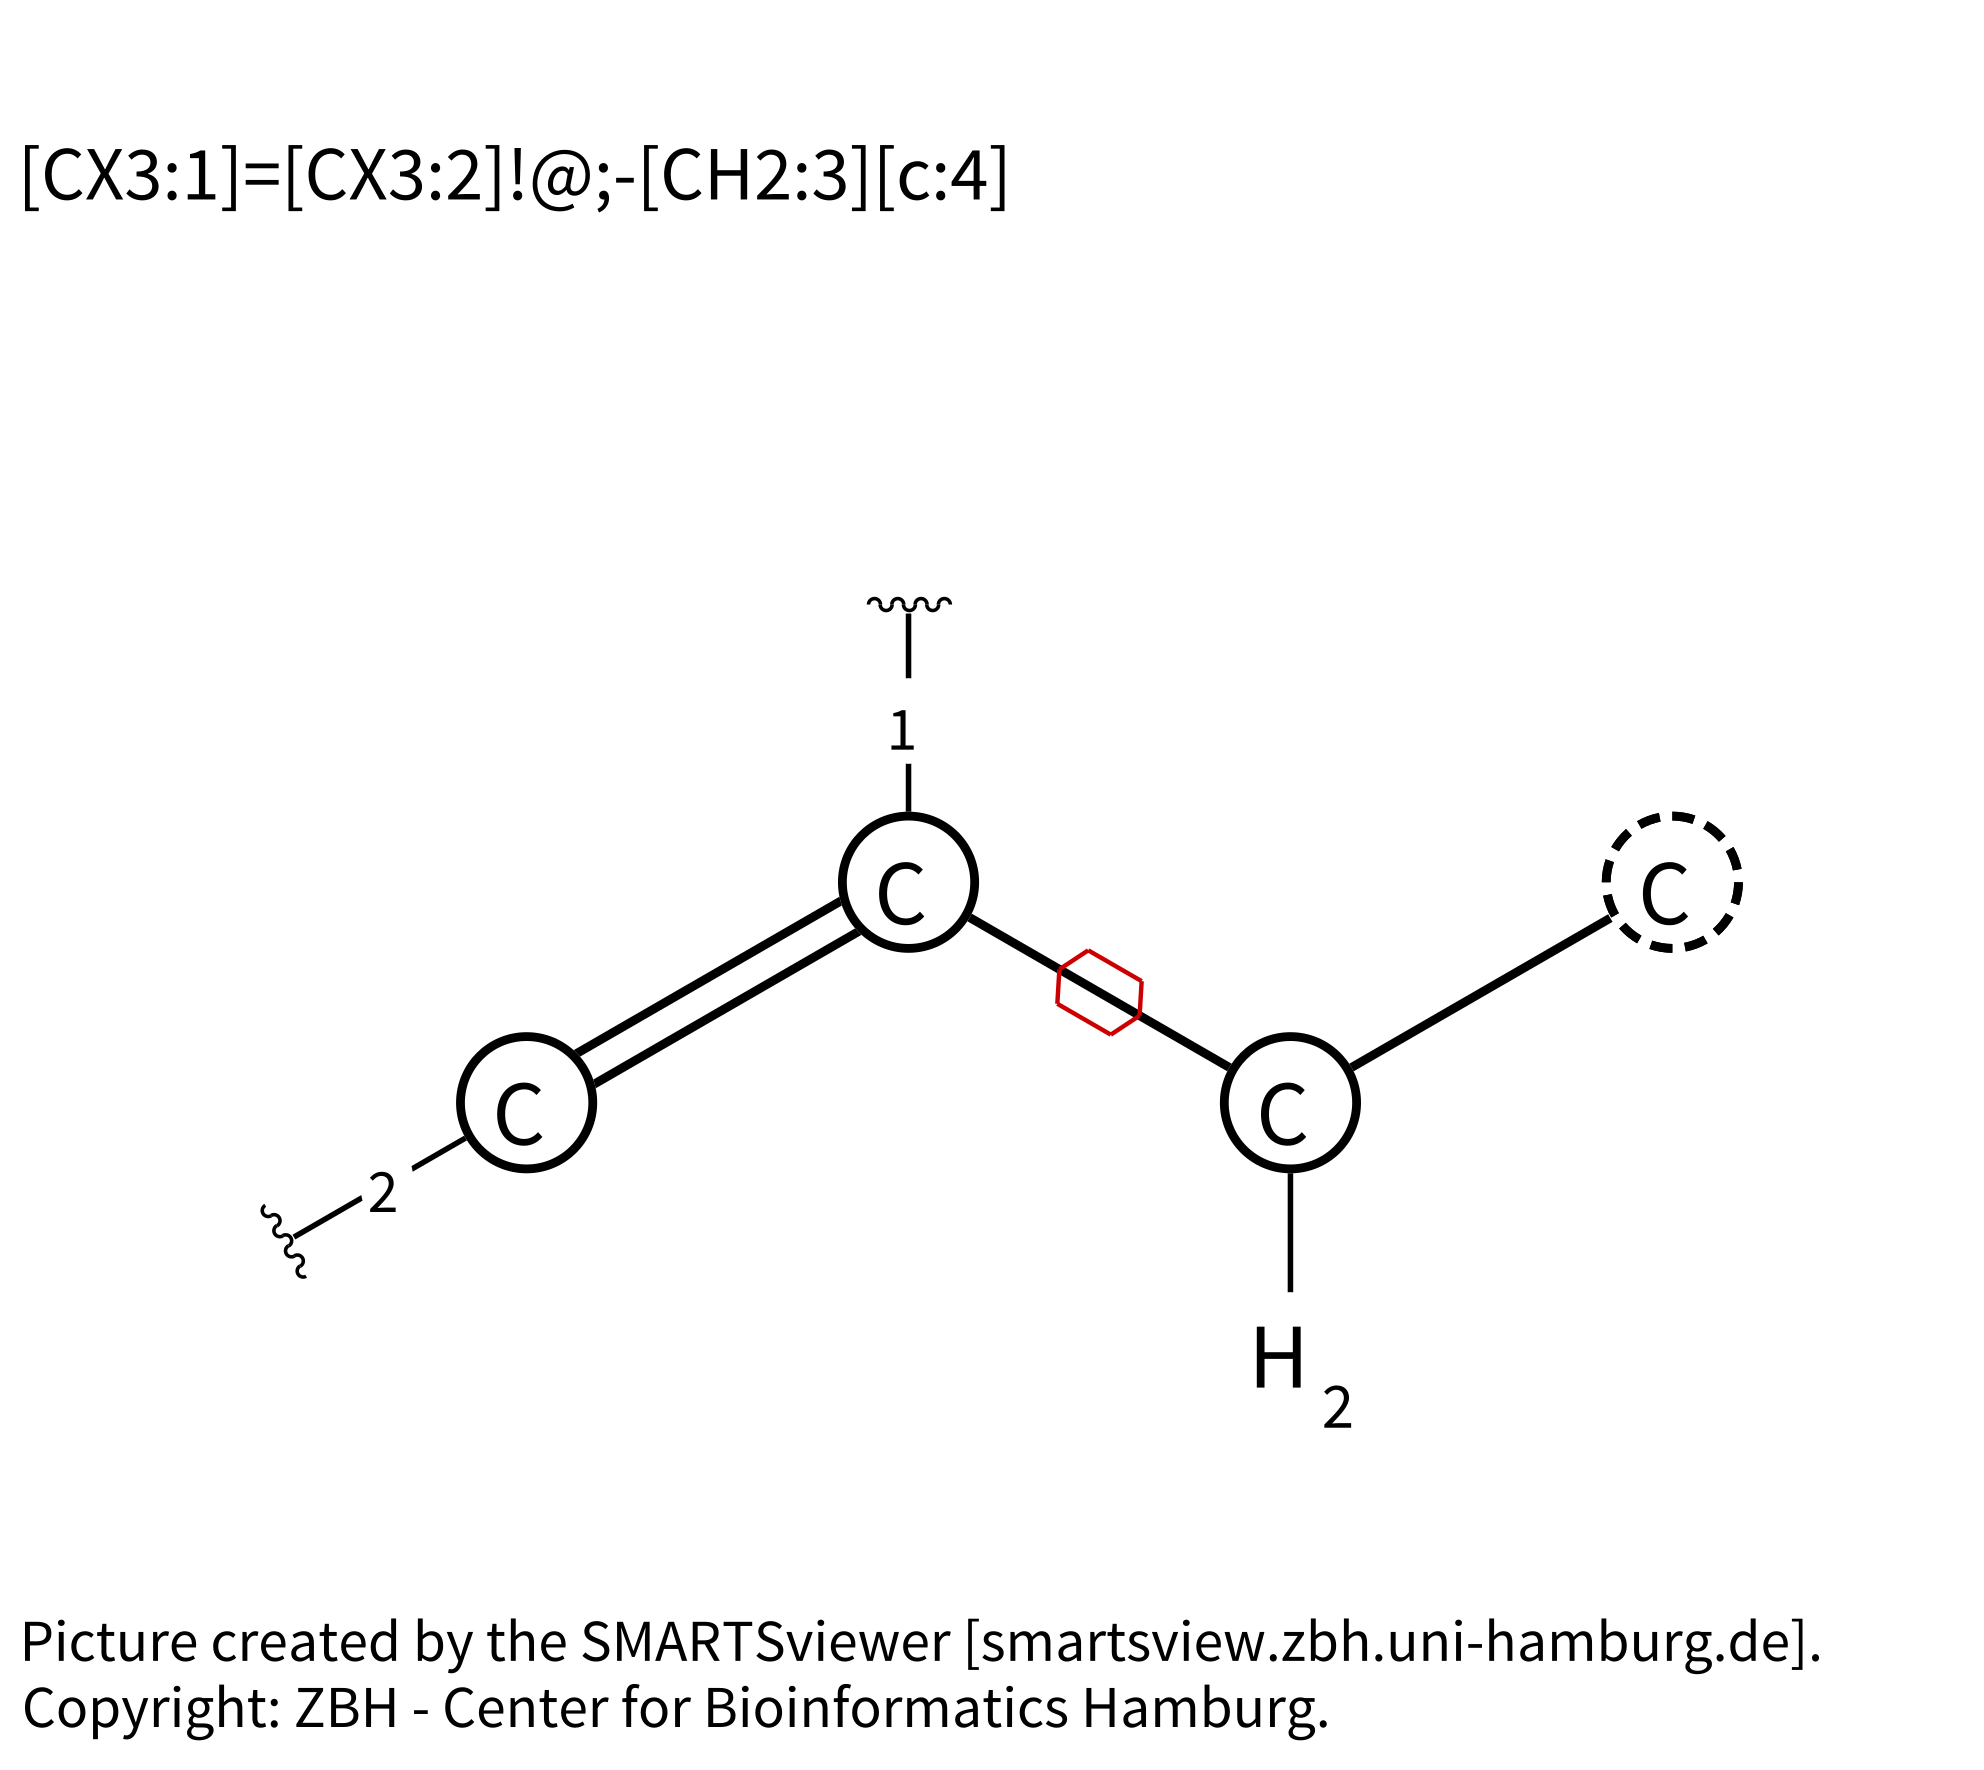 [CX3:1]=[CX3:2]!@;-[CH2:3][c:4]
1
C
C
C
C
2
H
2
Picture created by the SMARTSviewer [smartsview.zbh.uni-hamburg.de].
Copyright: ZBH - Center for Bioinformatics Hamburg.